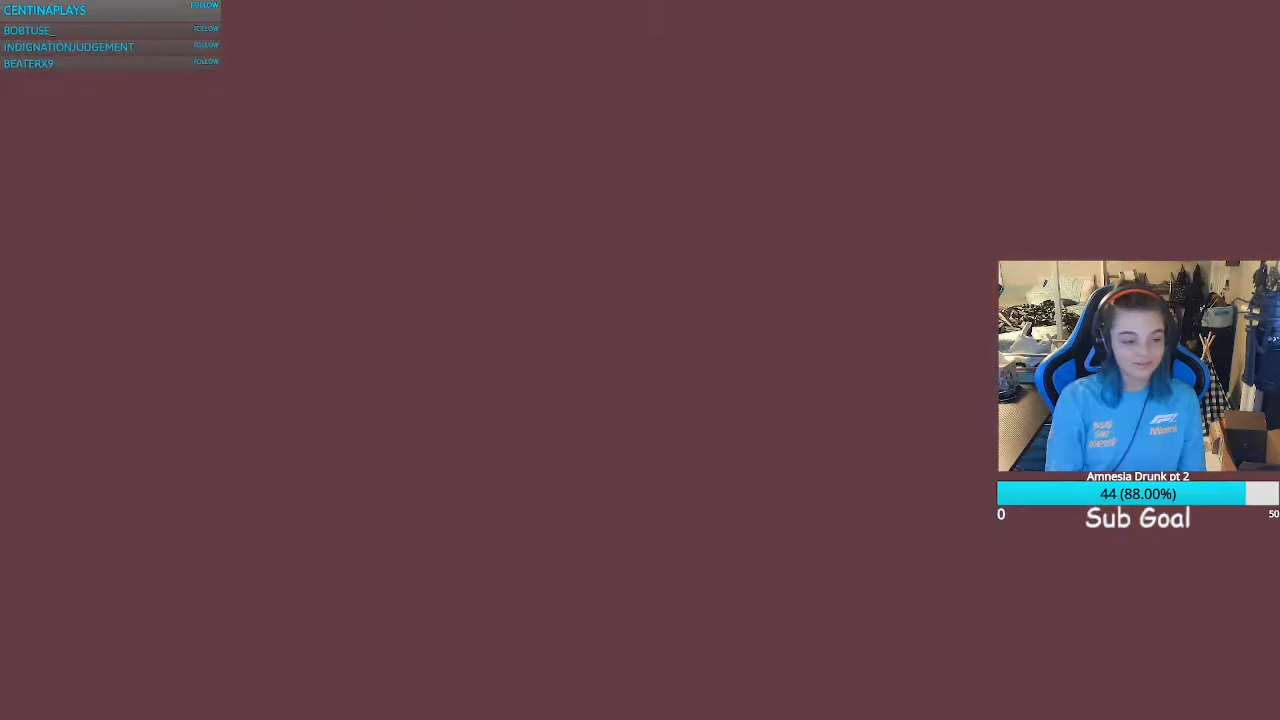 CENTINAPLAYS FOLLOW
BOBTUSE_ FOLLOW
INDIGNATIONJUDGEMENT FOLLOW
BEATERX9 FOLLOW
Miami
Amnesia Drunk pt 2
44 (88.00%)
0 Sub Goal 50